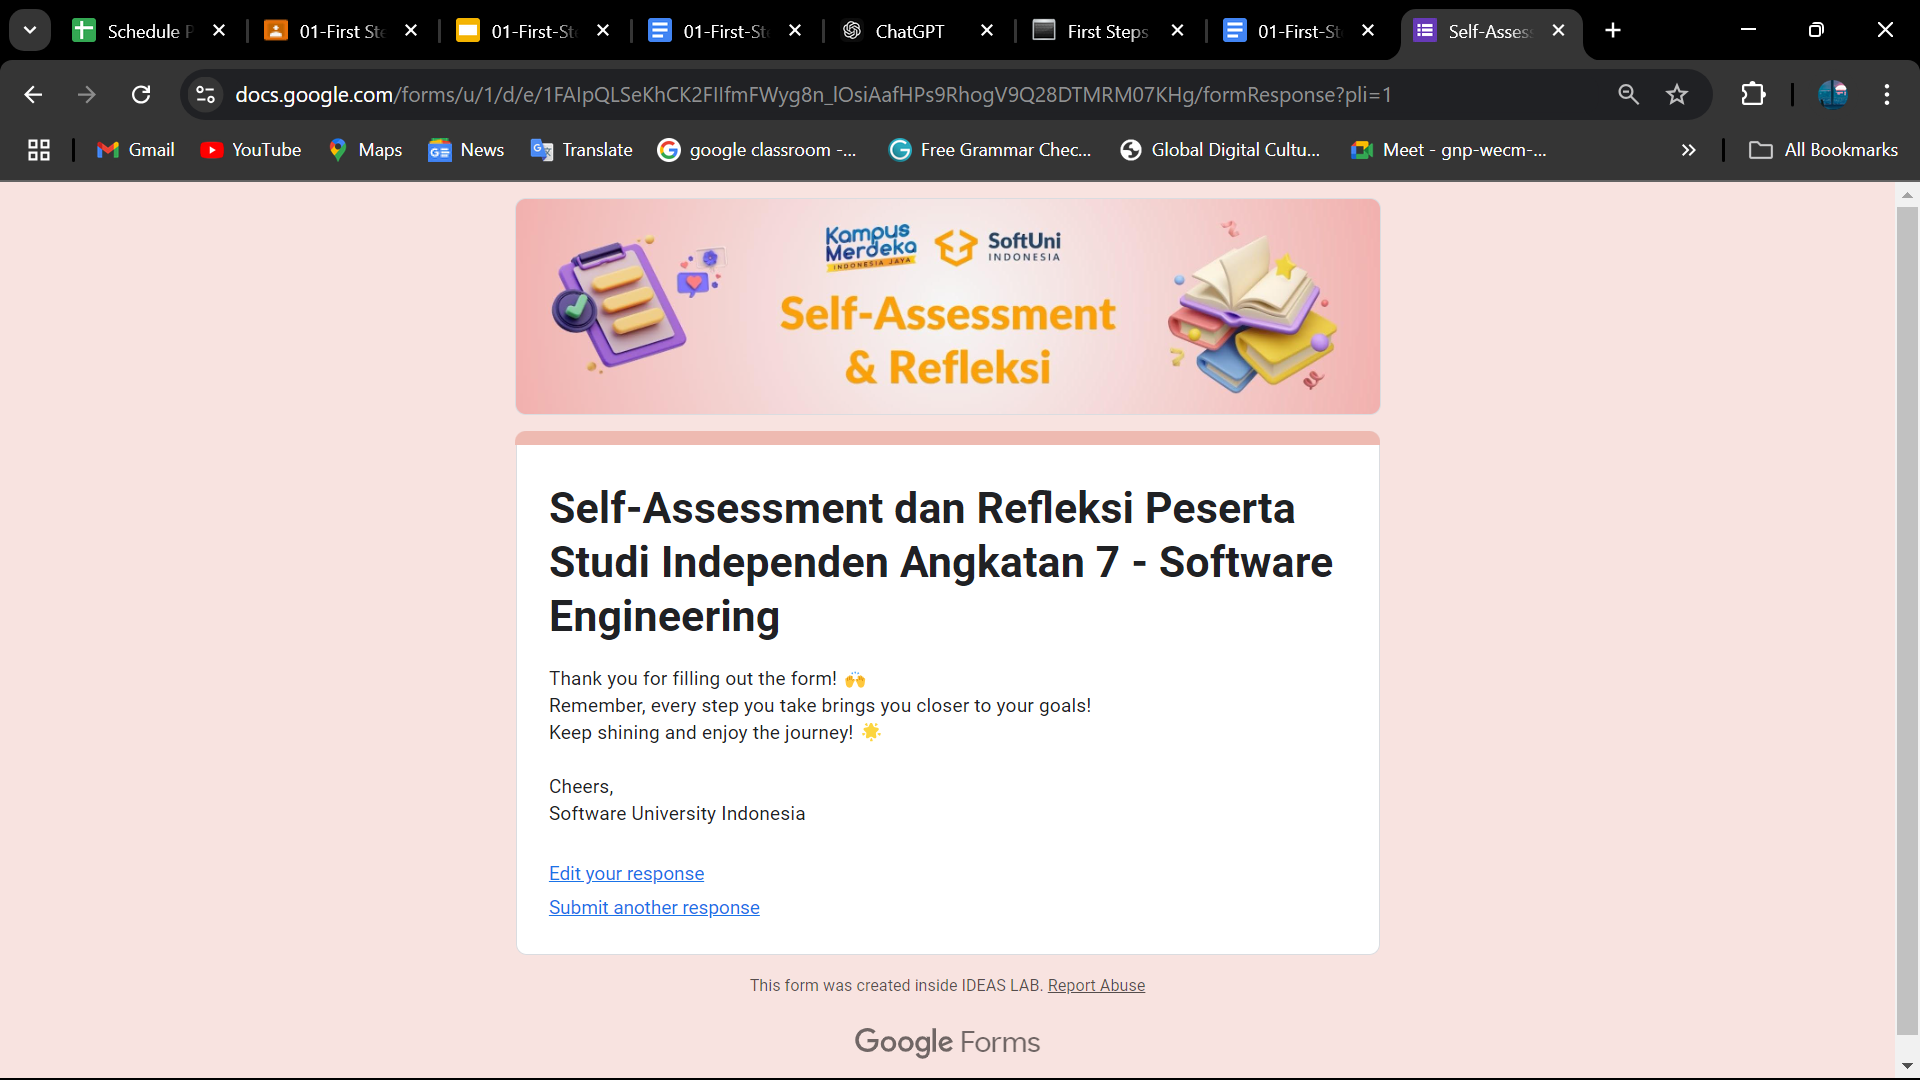 Schedule P
01-First Ste
01-First-Ste
01-First-Ste
ChatGPT
First Steps
01-First-Ste
Self-Assess
docs.google.com/forms/u/1/d/e/1FAIpQLSeKhCK2FIIfmFWyg8n_lOsiAafHPs9RhogV9Q28DTMRM07KHg/formResponse?pli=1
Gmail
YouTube
Maps
News
Translate
google classroom -...
Free Grammar Chec...
Global Digital Cultu...
Meet - gnp-wecm-...
All Bookmarks
Kampus
Merdeka
INDONESIA JAYA
SoftUni
INDONESIA
Self-Assessment
& Refleksi
Self-Assessment dan Refleksi Peserta
Studi Independen Angkatan 7 - Software
Engineering
Thank you for filling out the form! 🙌
Remember, every step you take brings you closer to your goals!
Keep shining and enjoy the journey! 🌟
Cheers,
Software University Indonesia
Edit your response
Submit another response
This form was created inside IDEAS LAB. Report Abuse
Google Forms